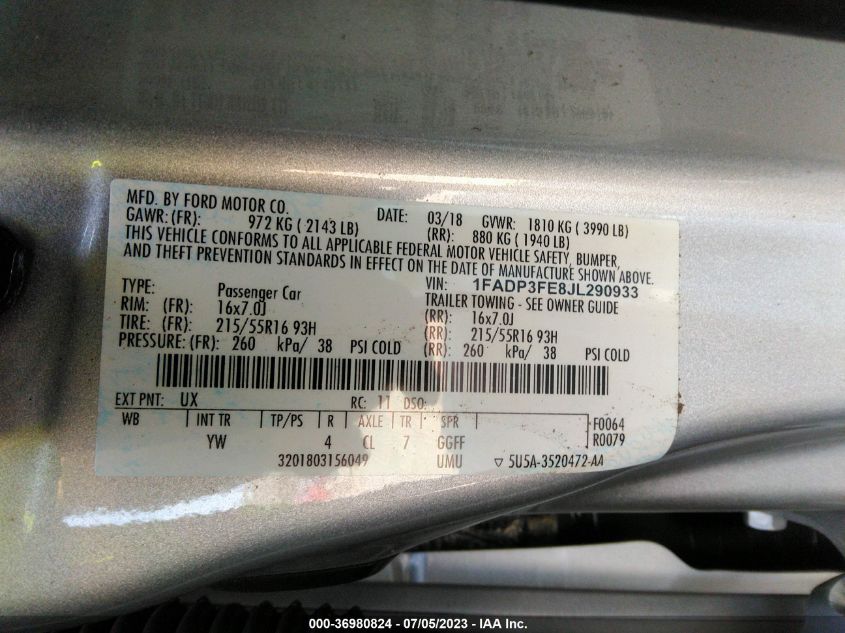 MFD. BY FORD MOTOR CO. DATE: 03/18 GVWR: 1810 KG ( 3990 LB)
GAWR: (FR): 972 KG ( 2143 LB) (RR): 880 KG ( 1940 LB)
THIS VEHICLE CONFORMS TO ALL APPLICABLE FEDERAL MOTOR VEHICLE SAFETY, BUMPER,
AND THEFT PREVENTION STANDARDS IN EFFECT ON THE DATE OF MANUFACTURE SHOWN ABOVE.
VIN: 1FADP3FE8JL290933
TYPE: Passenger Car TRAILER TOWING - SEE OWNER GUIDE
RIM: (FR) 16x7.0J (RR): 16x7.0J
TIRE: (FR) 215/55R16 93H (RR) 215/55R16 93H
PRESSURE: (FR): 260 kPa/ 38 PSI COLD (RR): 260 kPa/ 38 PSI COLD
EXT PNT: UX RC: 11 DSO:
WB INT TR TP/PS R AXLE TR SPR F0064
YW 4 CL 7 GGFF R0079
3201803156049 UMU ▽ 5U5A-3520472-AA
000-36980824 / 07/05/2023 - IAA Inc.